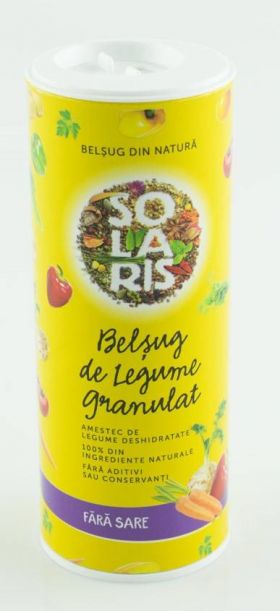 BELȘUG DIN NATURĂ
SO
LA
RIS
Belșug
de Legume
granulat
AMESTEC DE
LEGUME DESHIDRATATE
100% DIN
INGREDIENTE NATURALE
FĂRĂ ADITIVI
SAU CONSERVANȚI
FĂRĂ SARE